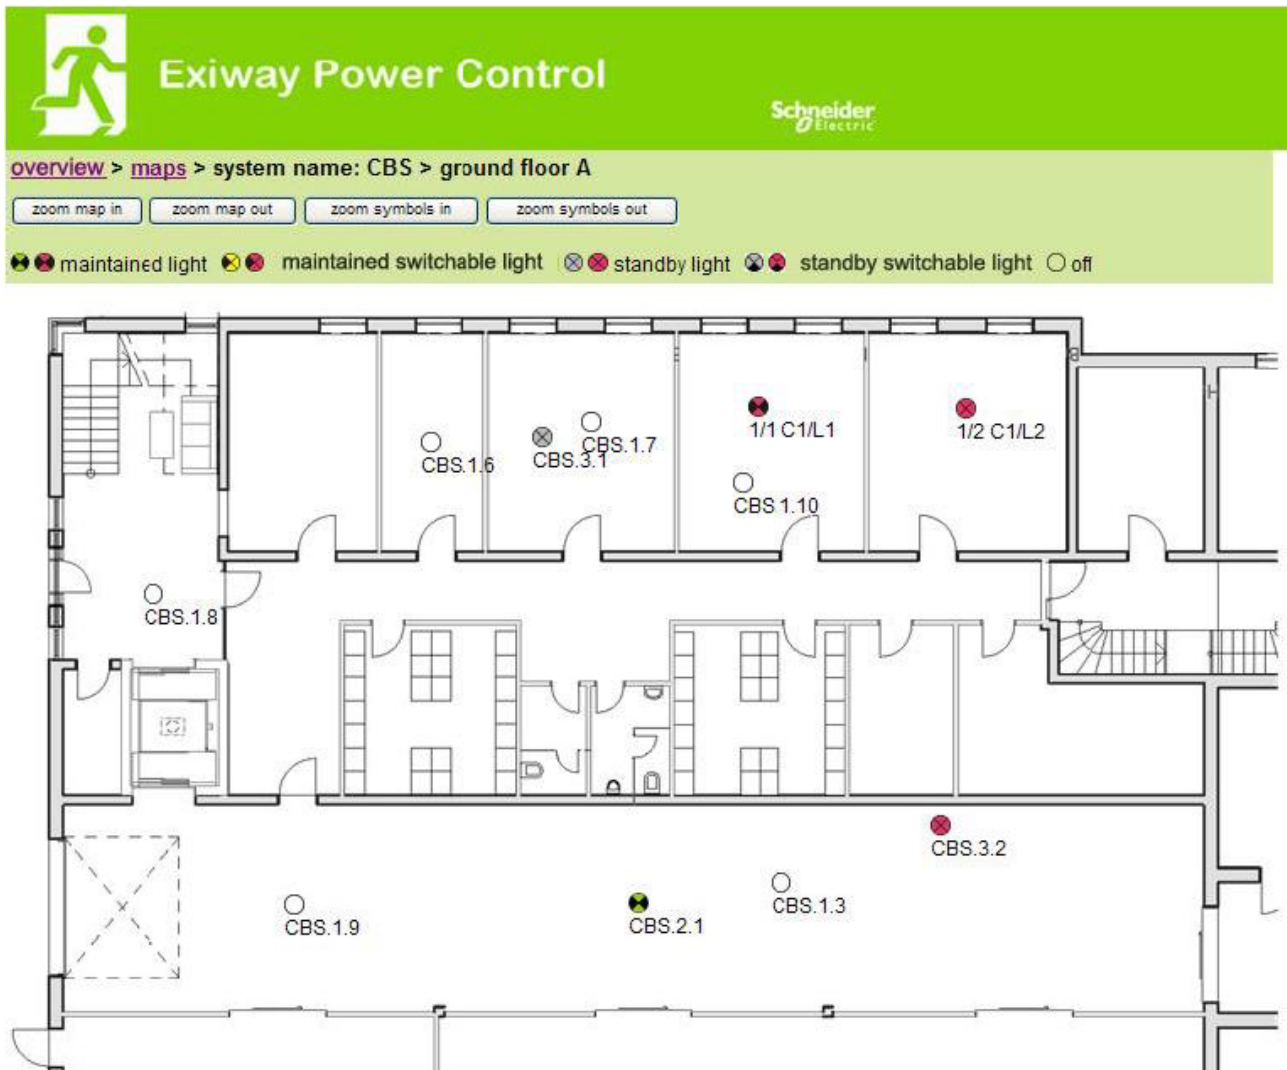 Exiway Power Control
Schneider
Electric
overview > maps > system name: CBS > ground floor A
zoom map in zoom map out zoom symbols in zoom symbols out
maintained light maintained switchable light standby light standby switchable light off
1/1 C1/L1
1/2 C1/L2
CBS.1.7
CBS.3.1
CBS.1.6
CBS 1.10
CBS.1.8
CBS.3.2
CBS.1.3
CBS.1.9
CBS.2.1